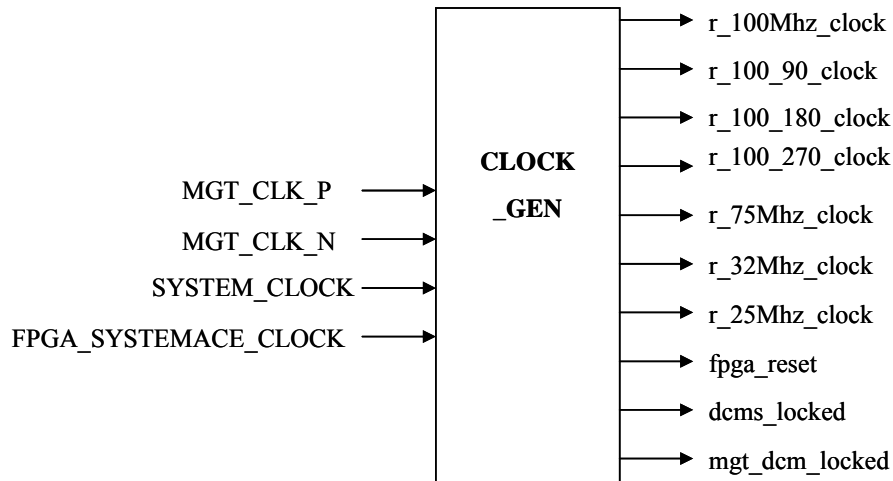 MGT_CLK_P
MGT_CLK_N
SYSTEM_CLOCK
FPGA_SYSTEMACE_CLOCK
CLOCK
_GEN
r_100Mhz_clock
r_100_90_clock
r_100_180_clock
r_100_270_clock
r_75Mhz_clock
r_32Mhz_clock
r_25Mhz_clock
fpga_reset
dcms_locked
mgt_dcm_locked